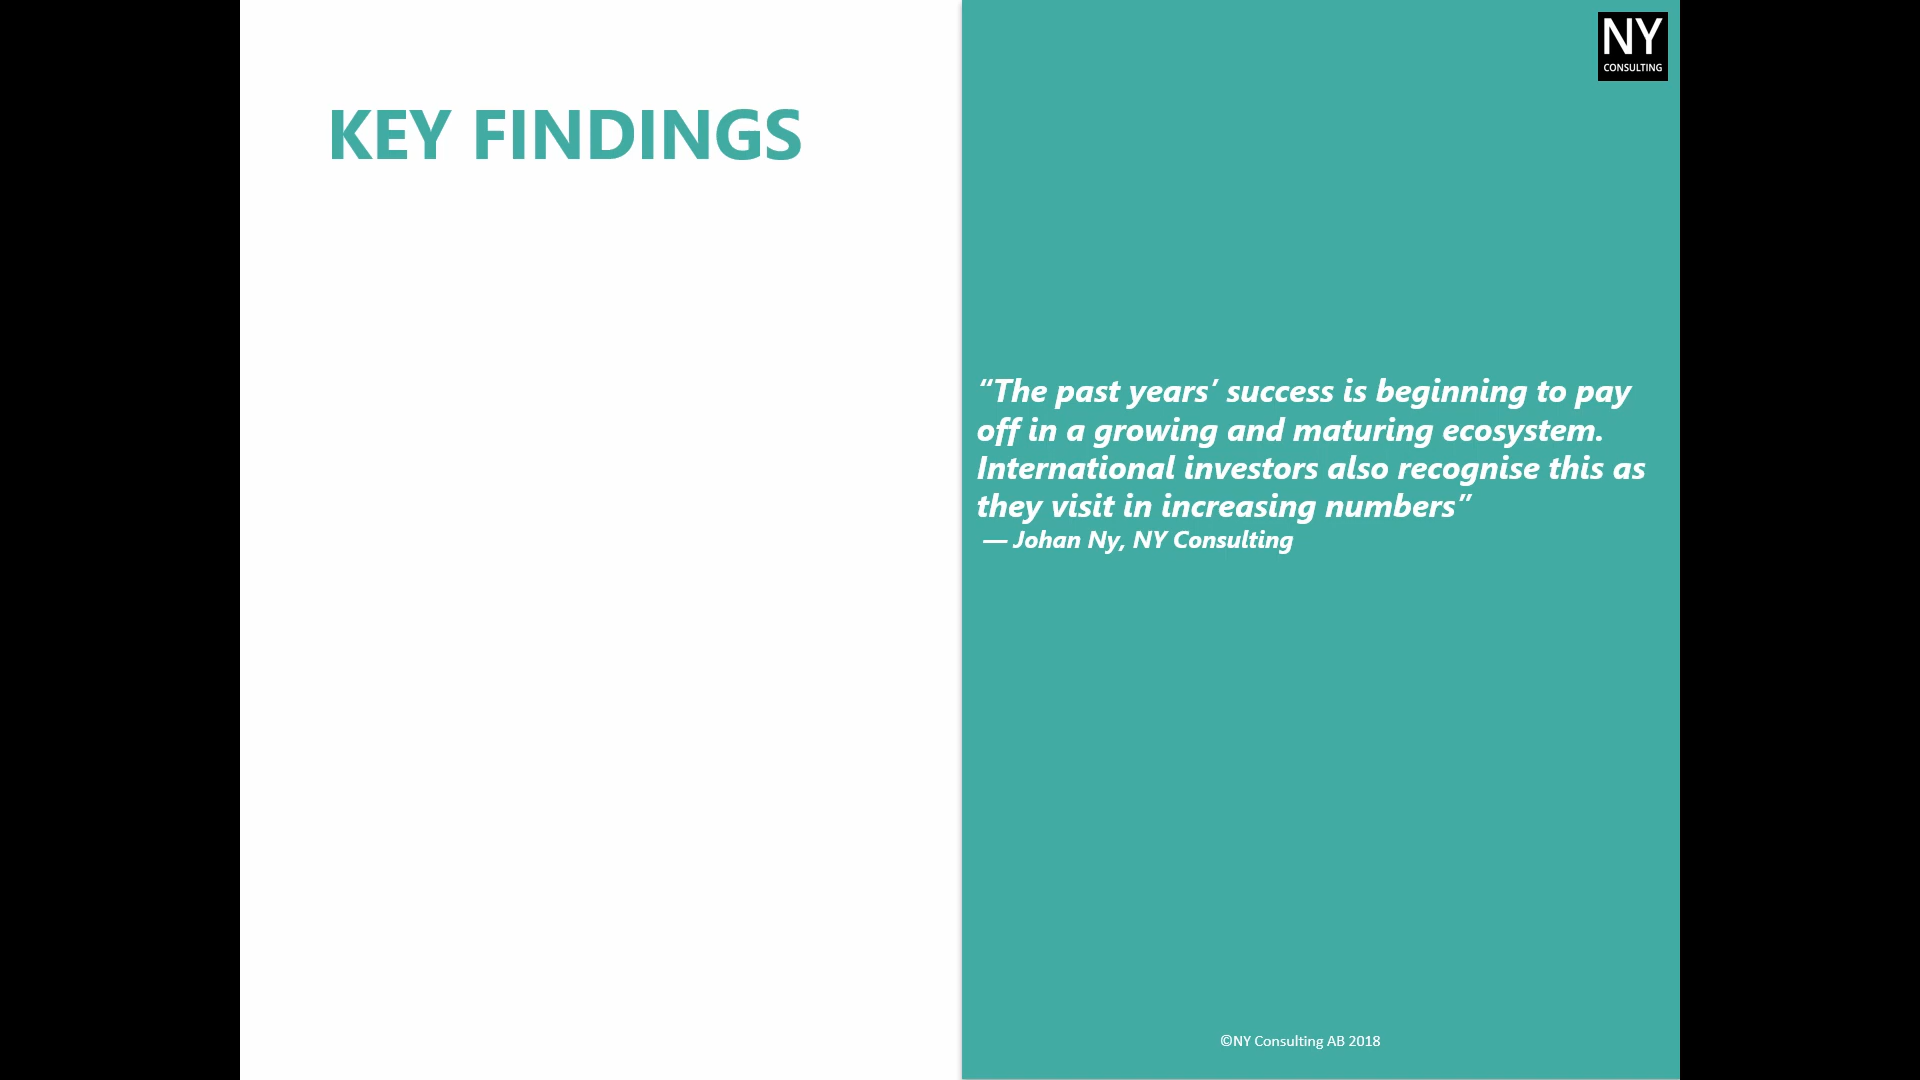 KEY FINDINGS
NY
CONSULTING
“The past years’ success is beginning to pay
off in a growing and maturing ecosystem.
International investors also recognise this as
they visit in increasing numbers”
— Johan Ny, NY Consulting
©NY Consulting AB 2018